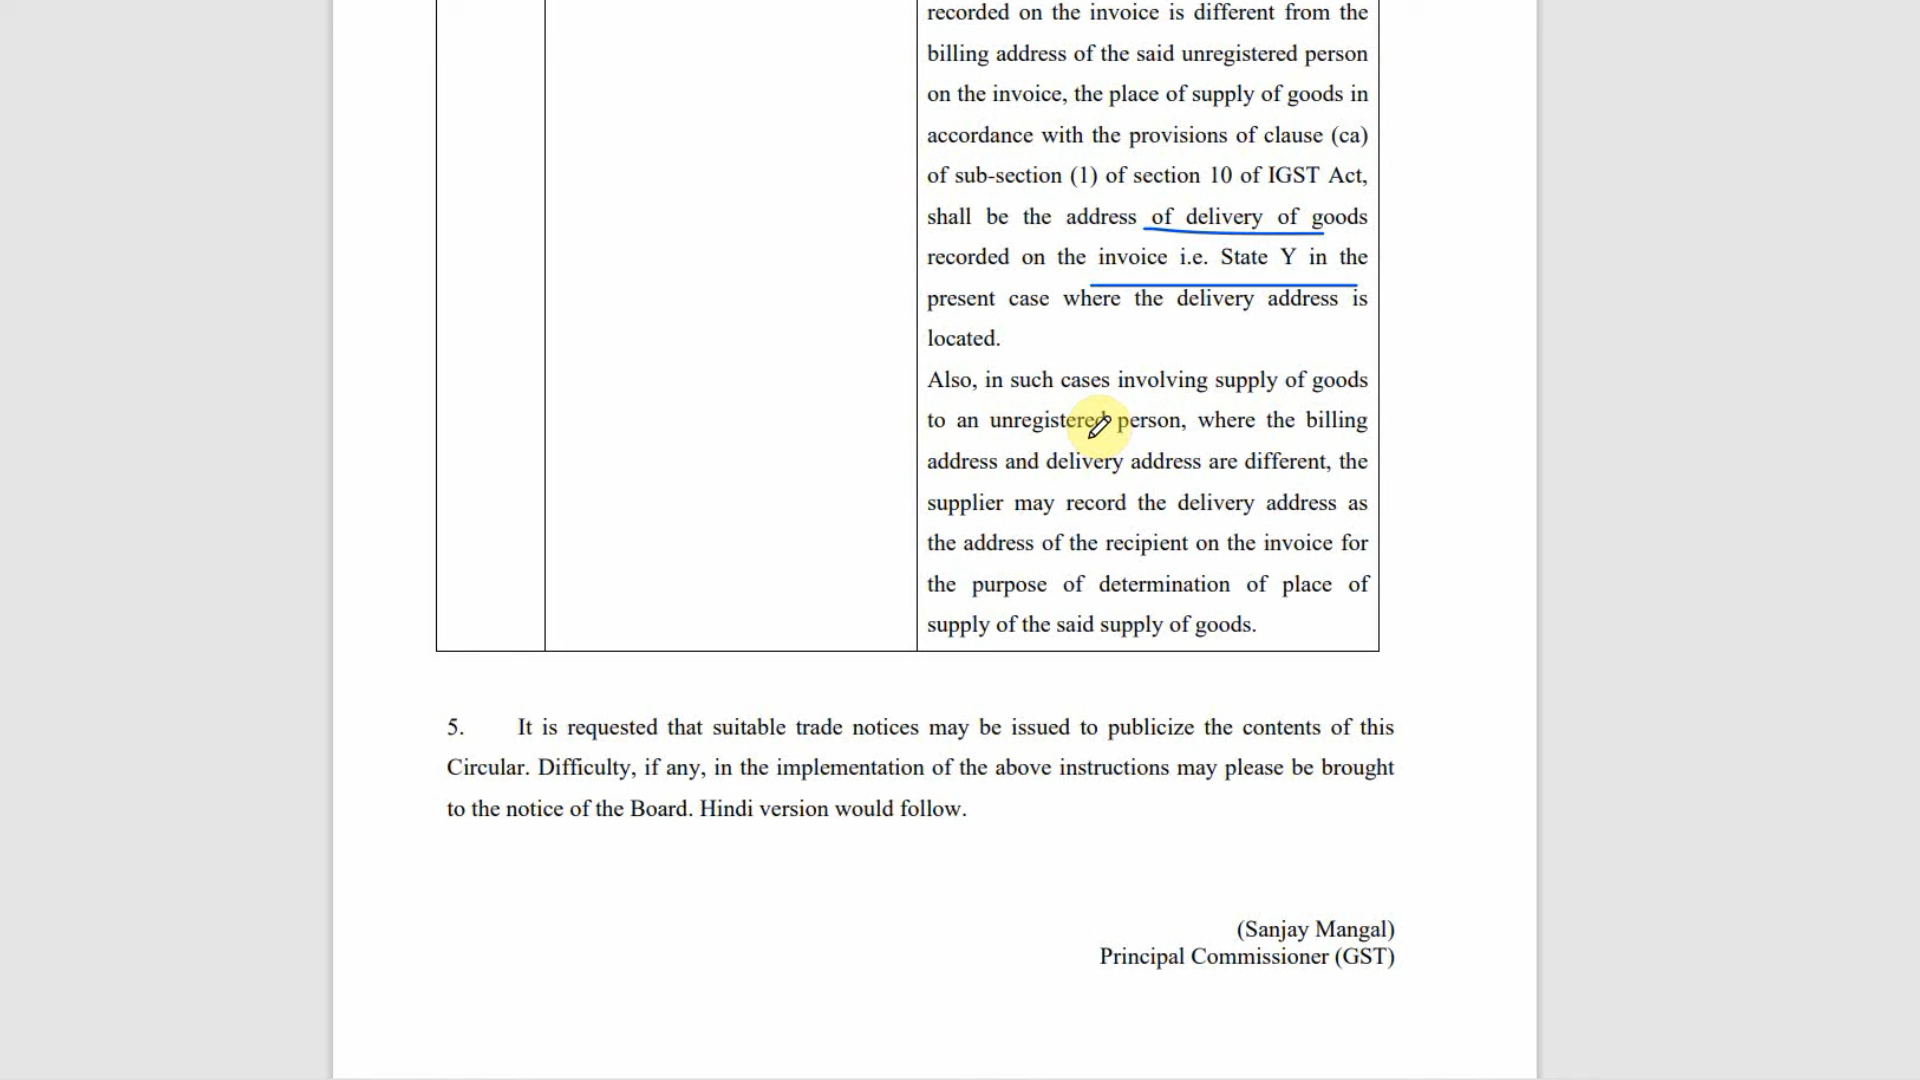 recorded on the invoice is different from the
billing address of the said unregistered person
on the invoice, the place of supply of goods in
accordance with the provisions of clause (ca)
of sub-section (1) of section 10 of IGST Act,
shall be the address of delivery of goods
recorded on the invoice i.e. State Y in the
present case where the delivery address is
located.
Also, in such cases involving supply of goods
to an unregistered person, where the billing
address and delivery address are different, the
supplier may record the delivery address as
the address of the recipient on the invoice for
the purpose of determination of place of
supply of the said supply of goods.
5. It is requested that suitable trade notices may be issued to publicize the contents of this
Circular. Difficulty, if any, in the implementation of the above instructions may please be brought
to the notice of the Board. Hindi version would follow.
(Sanjay Mangal)
Principal Commissioner (GST)